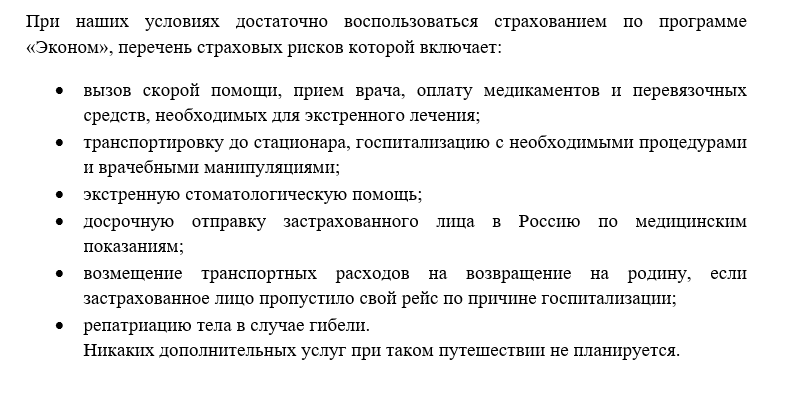 При наших условиях достаточно воспользоваться страхованием по программе
«Эконом», перечень страховых рисков которой включает:
• вызов скорой помощи, прием врача, оплату медикаментов и перевязочных
средств, необходимых для экстренного лечения;
• транспортировку до стационара, госпитализацию с необходимыми процедурами
и врачебными манипуляциями;
• экстренную стоматологическую помощь;
• досрочную отправку застрахованного лица в Россию по медицинским
показаниям;
• возмещение транспортных расходов на возвращение на родину, если
застрахованное лицо пропустило свой рейс по причине госпитализации;
• репатриацию тела в случае гибели.
Никаких дополнительных услуг при таком путешествии не планируется.